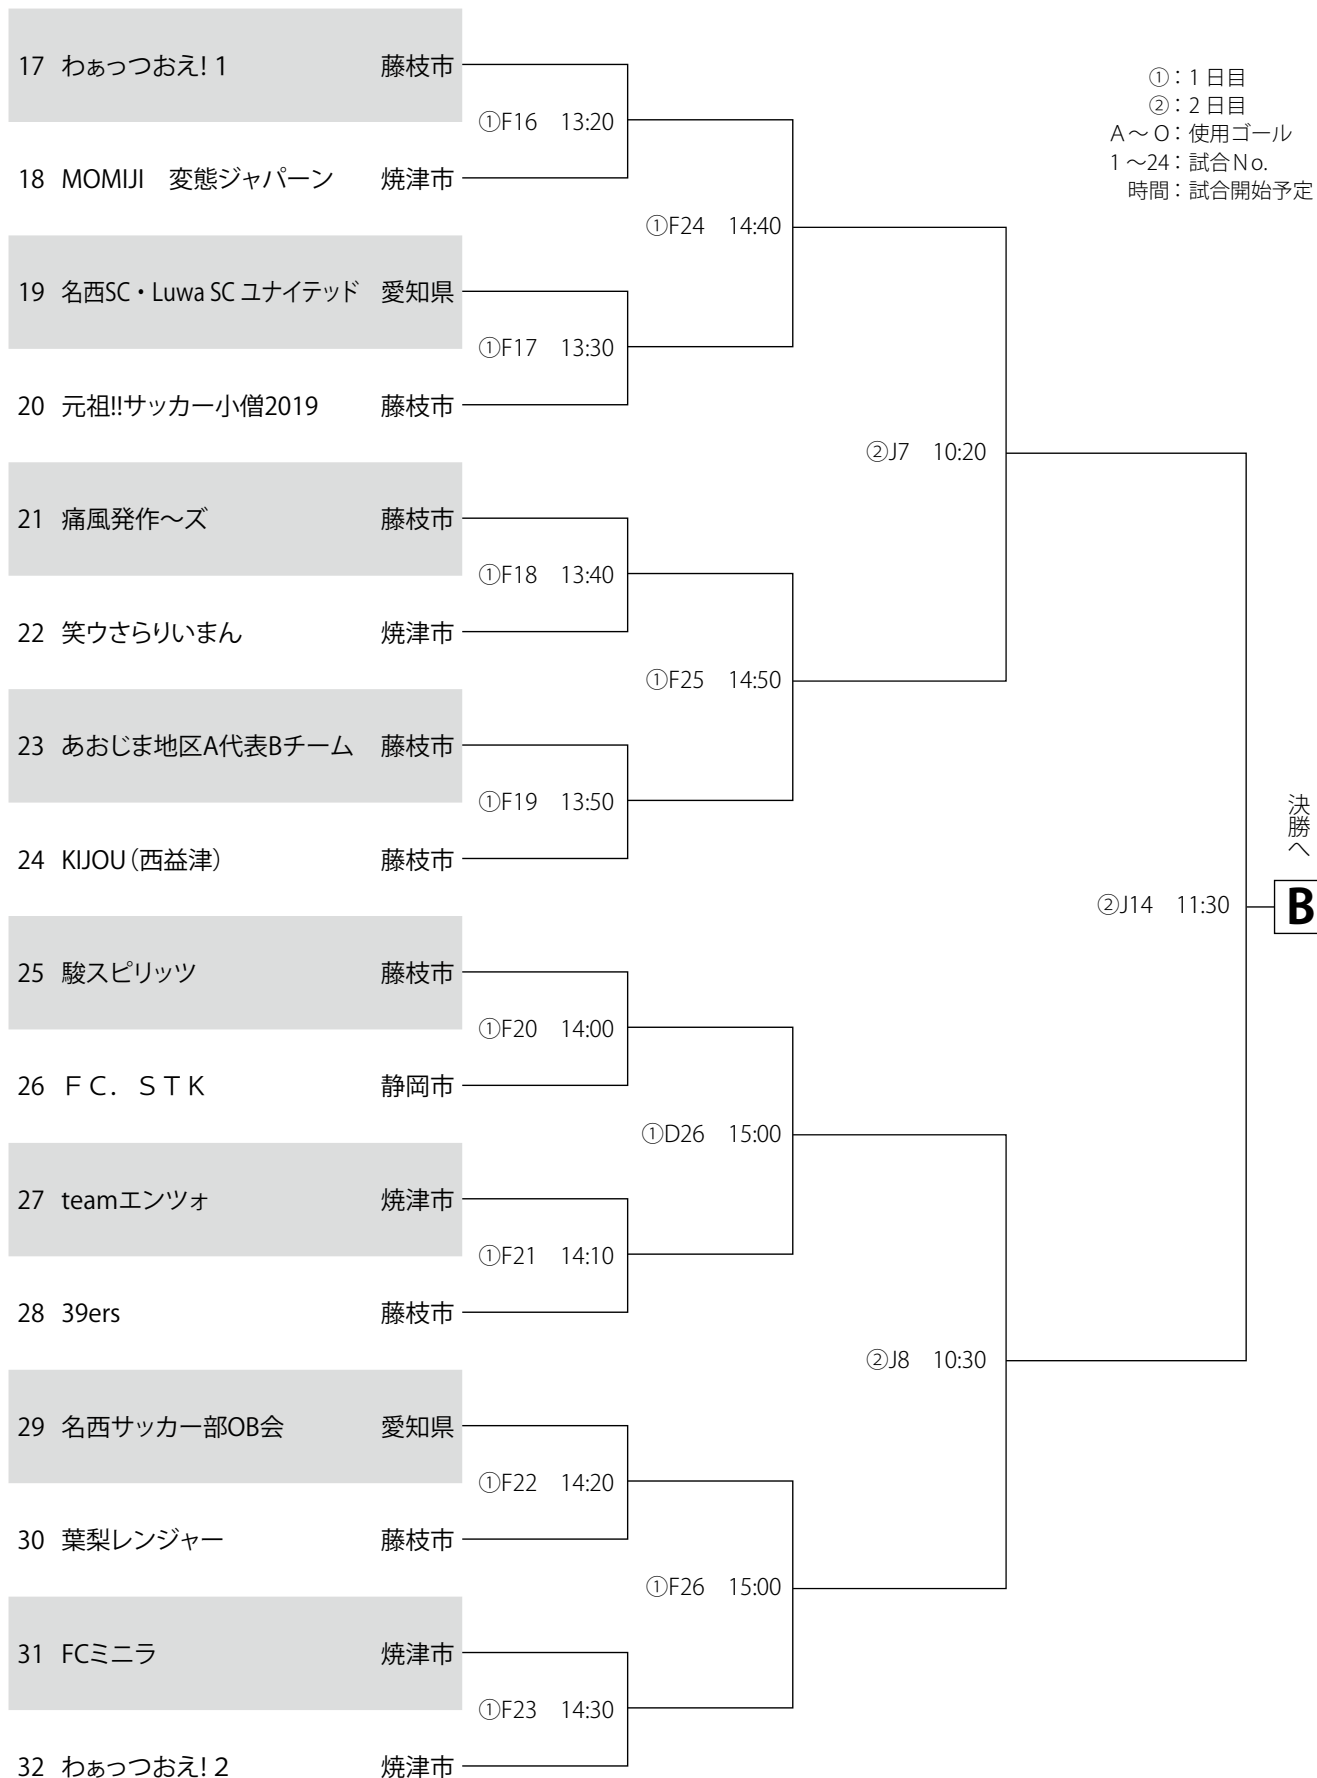 17 わぁっつおえ! 1 藤枝市
①：1 日目
②：2 日目
①F16 13:20
A～O：使用ゴール
1～24：試合No.
18 MOMIJI 変態ジャパーン 焼津市
時間：試合開始予定
①F24 14:40
19 名西SC・Luwa SC ユナイテッド 愛知県
①F17 13:30
20 元祖!!サッカー小僧2019 藤枝市
②J7 10:20
21 痛風発作～ズ 藤枝市
①F18 13:40
22 笑ウさらりいまん 焼津市
①F25 14:50
23 あおじま地区A代表Bチーム 藤枝市
①F19 13:50
決勝へ
24 KIJOU（西益津） 藤枝市
②J14 11:30
B
25 駿スピリッツ 藤枝市
①F20 14:00
26 ＦＣ．ＳＴＫ 静岡市
①D26 15:00
27 teamエンツォ 焼津市
①F21 14:10
28 39ers 藤枝市
②J8 10:30
29 名西サッカー部OB会 愛知県
①F22 14:20
30 葉梨レンジャー 藤枝市
①F26 15:00
31 FCミニラ 焼津市
①F23 14:30
32 わぁっつおえ! 2 焼津市